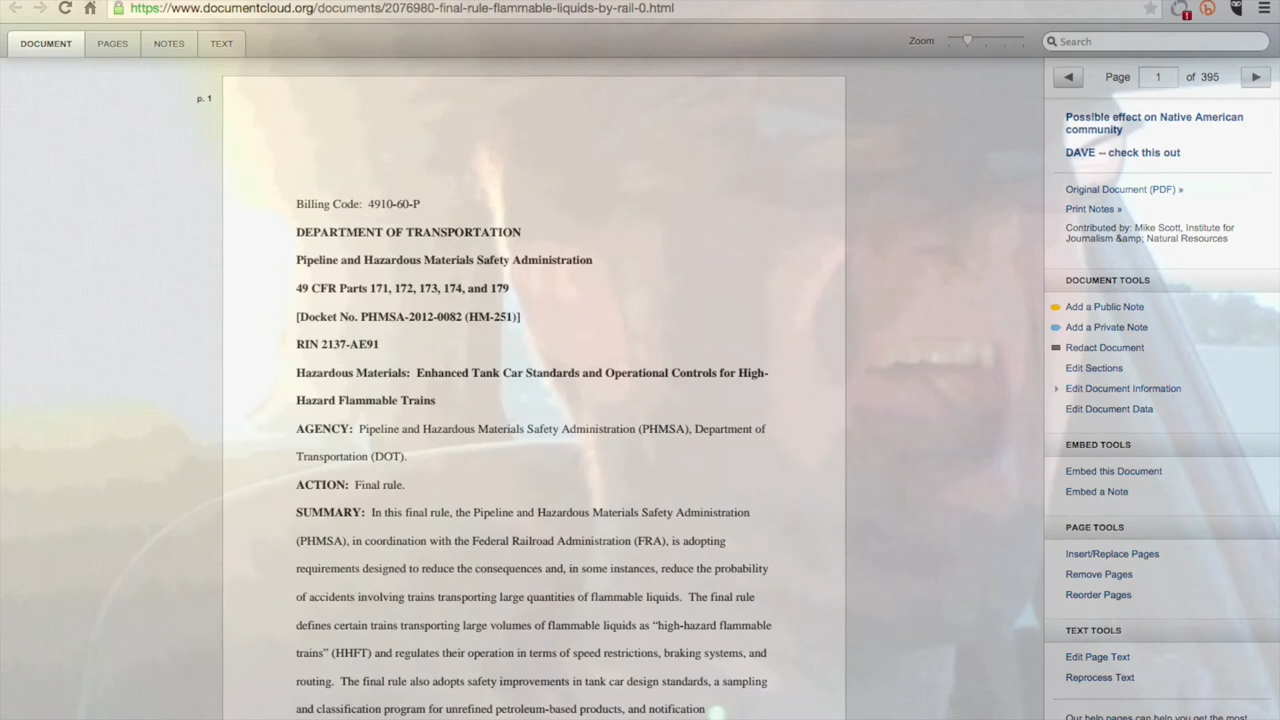 https://www.documentcloud.org/documents/2076980-final-rule-flammable-liquids-by-rail-0.html
1
DOCUMENT
PAGES
NOTES
TEXT
Zoom
Search
Page 1 of 395
p. 1
Possible effect on Native American
community
DAVE -- check this out
Original Document (PDF) »
Print Notes »
Contributed by: Mike Scott, Institute for
Journalism &amp; Natural Resources
DOCUMENT TOOLS
Add a Public Note
Add a Private Note
Redact Document
Edit Sections
Edit Document Information
Edit Document Data
EMBED TOOLS
Embed this Document
Embed a Note
PAGE TOOLS
Insert/Replace Pages
Remove Pages
Reorder Pages
TEXT TOOLS
Edit Page Text
Reprocess Text
Our help pages can help you get the most
Billing Code: 4910-60-P
DEPARTMENT OF TRANSPORTATION
Pipeline and Hazardous Materials Safety Administration
49 CFR Parts 171, 172, 173, 174, and 179
[Docket No. PHMSA-2012-0082 (HM-251)]
RIN 2137-AE91
Hazardous Materials: Enhanced Tank Car Standards and Operational Controls for High-
Hazard Flammable Trains
AGENCY: Pipeline and Hazardous Materials Safety Administration (PHMSA), Department of
Transportation (DOT).
ACTION: Final rule.
SUMMARY: In this final rule, the Pipeline and Hazardous Materials Safety Administration
(PHMSA), in coordination with the Federal Railroad Administration (FRA), is adopting
requirements designed to reduce the consequences and, in some instances, reduce the probability
of accidents involving trains transporting large quantities of flammable liquids. The final rule
defines certain trains transporting large volumes of flammable liquids as “high-hazard flammable
trains” (HHFT) and regulates their operation in terms of speed restrictions, braking systems, and
routing. The final rule also adopts safety improvements in tank car design standards, a sampling
and classification program for unrefined petroleum-based products, and notification